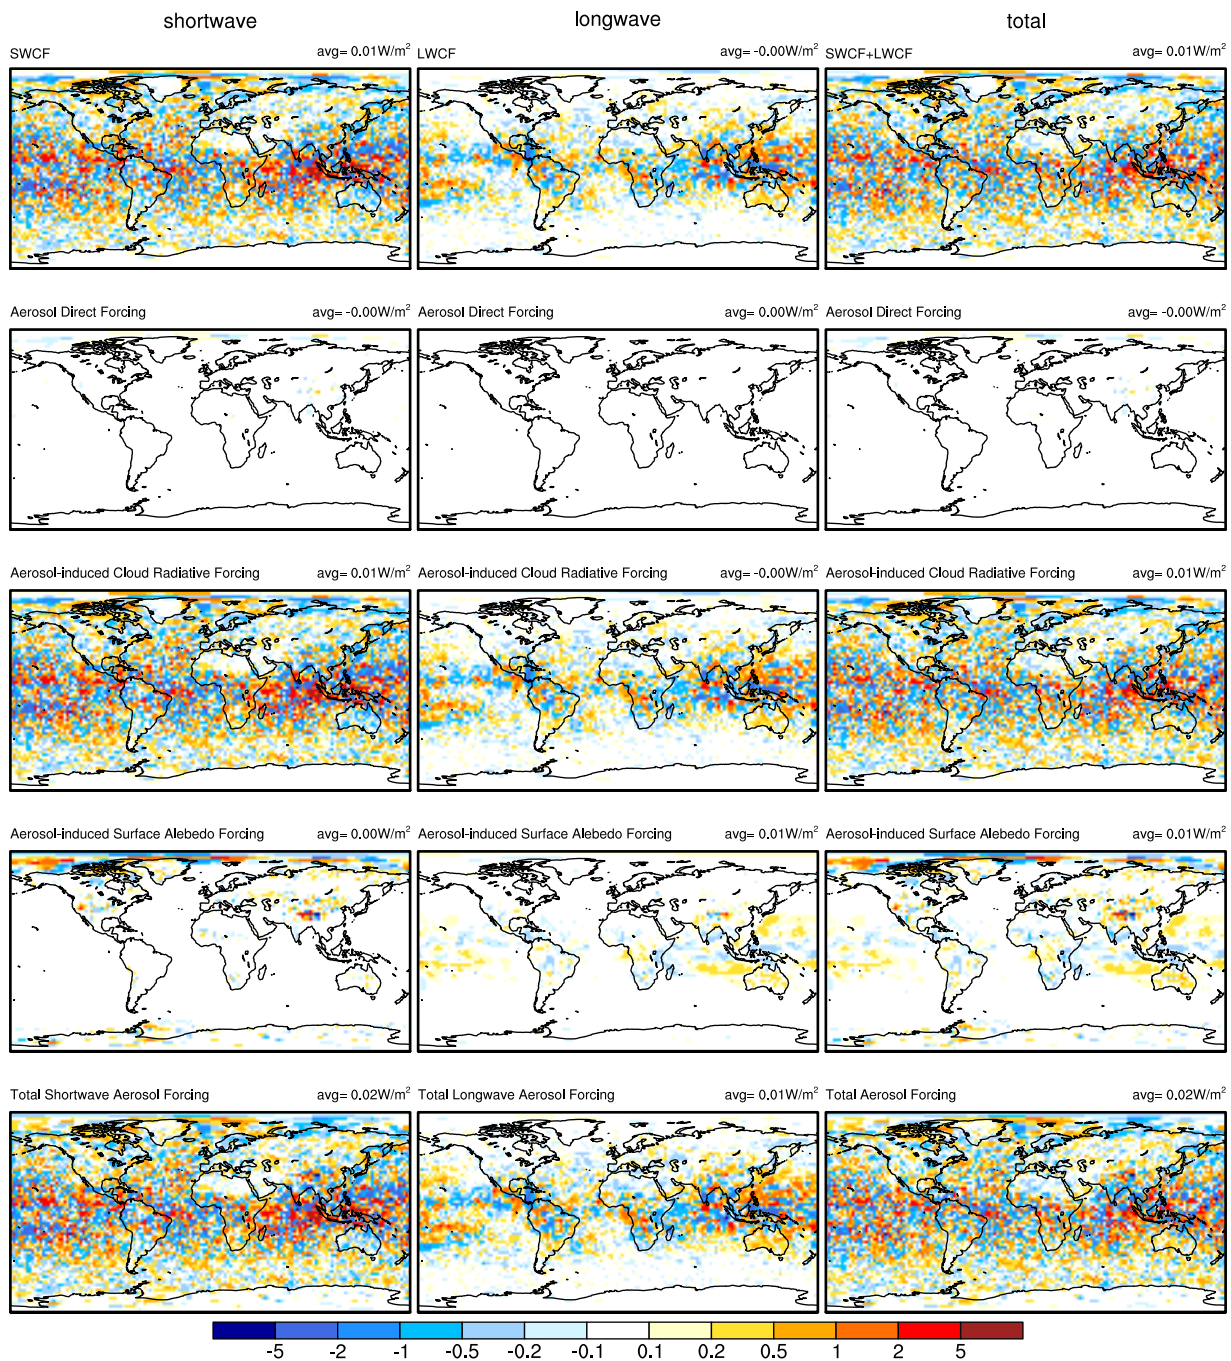 shortwave longwave total
SWCF avg= 0.01W/m² LWCF avg= -0.00W/m² SWCF+LWCF avg= 0.01W/m²
Aerosol Direct Forcing avg= -0.00W/m² Aerosol Direct Forcing avg= 0.00W/m² Aerosol Direct Forcing avg= -0.00W/m²
Aerosol-induced Cloud Radiative Forcing avg= 0.01W/m² Aerosol-induced Cloud Radiative Forcing avg= -0.00W/m² Aerosol-induced Cloud Radiative Forcing avg= 0.01W/m²
Aerosol-induced Surface Alebedo Forcing avg= 0.00W/m² Aerosol-induced Surface Alebedo Forcing avg= 0.01W/m² Aerosol-induced Surface Alebedo Forcing avg= 0.01W/m²
Total Shortwave Aerosol Forcing avg= 0.02W/m² Total Longwave Aerosol Forcing avg= 0.01W/m² Total Aerosol Forcing avg= 0.02W/m²
-5 -2 -1 -0.5 -0.2 -0.1 0.1 0.2 0.5 1 2 5